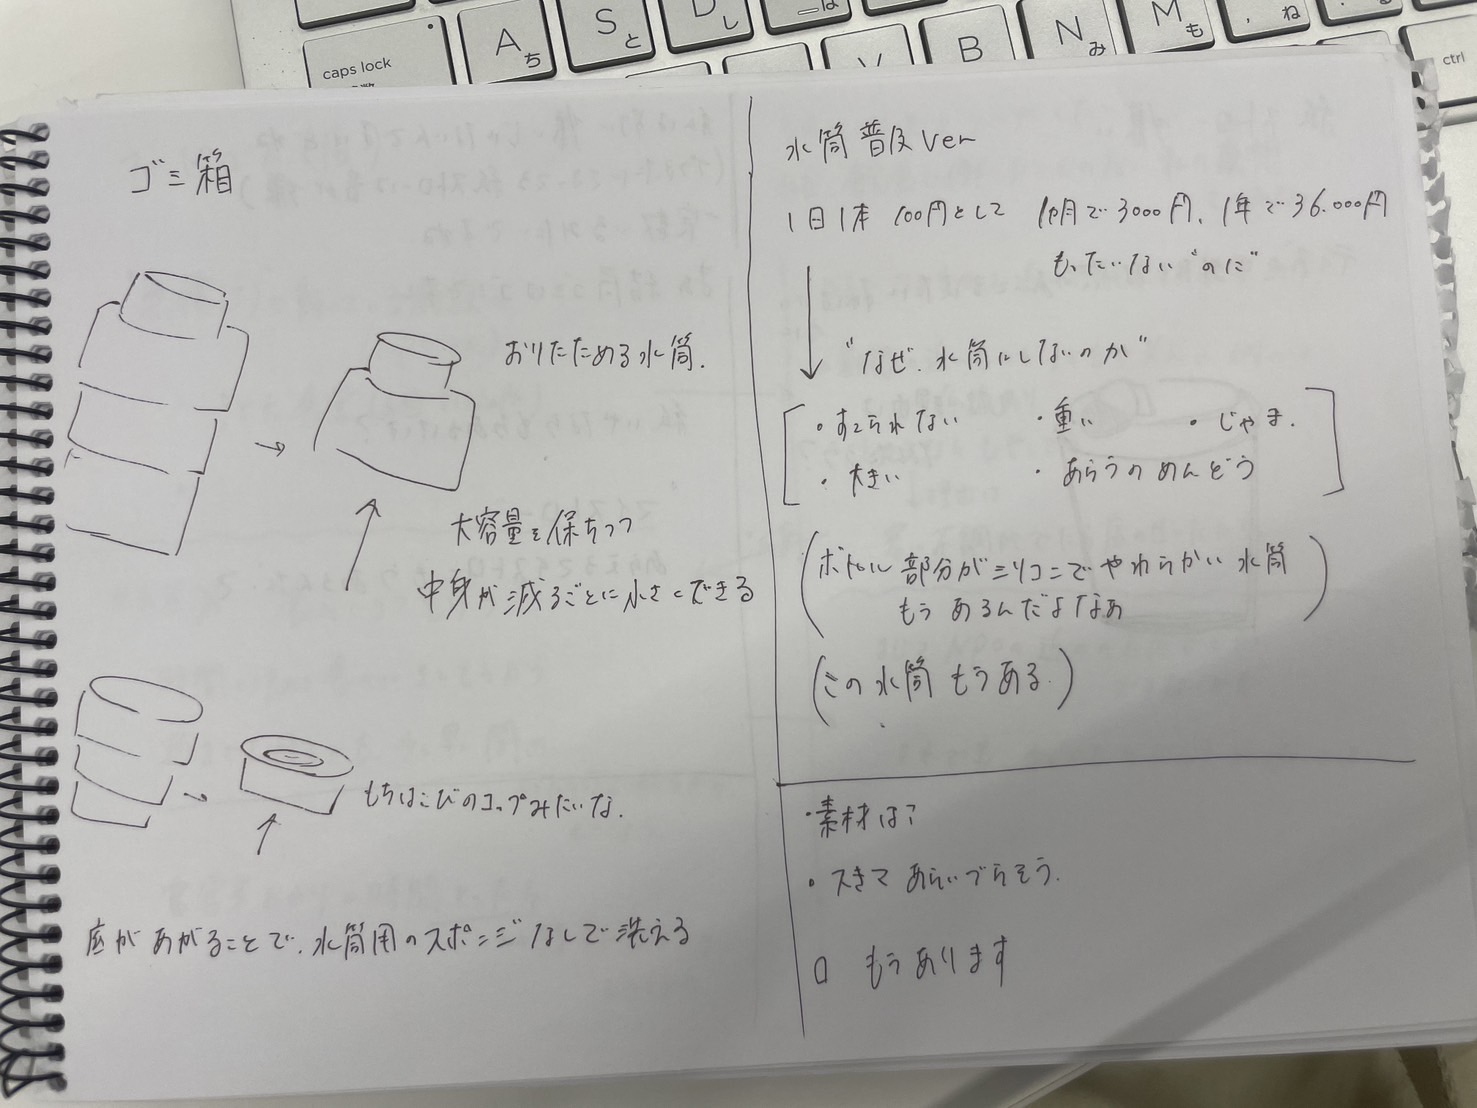 caps lock
A
ち
S
と
D
し
は
V
B
N
み
M
も
ね
ctrl
ゴミ箱
おりたためる水筒.
大容量を保ちつつ
中身が減るごとに小さくできる
もちはこびのコップみたいな.
底があがることで、水筒用のスポンジなしで洗える
水筒普及ver
1日1本 100円として 1ヶ月で3000円、1年で36.000円
もったいない“のに”
“なぜ、水筒にしないのか”
・すてられない ・重い ・じゃま.
・大きい ・あらうのめんどう
(ボトル部分がシリコンでやわらかい水筒
もうあるんだよなぁ)
(この水筒もうある.)
・素材は?
・スキマあらいづらそう.
□ もうあります